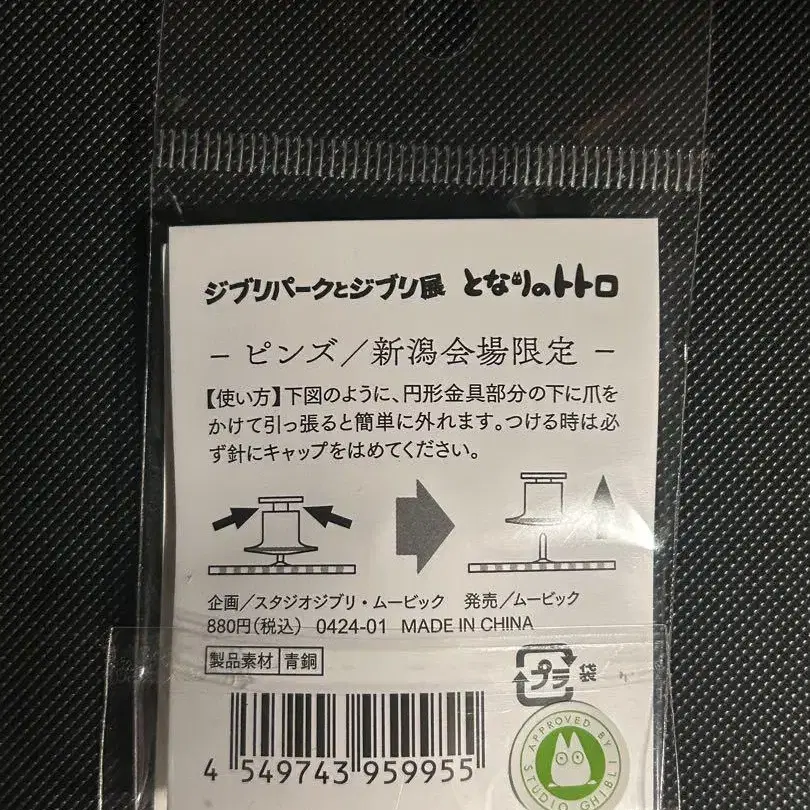 ジブリパークとジブリ展 となりのトトロ
− ピンズ／新潟会場限定 −
【使い方】下図のように、円形金具部分の下に爪を
かけて引っ張ると簡単に外れます。つける時は必
ず針にキャップをはめてください。
企画／スタジオジブリ・ムービック　発売／ムービック
880円(税込)　0424-01　MADE IN CHINA
製品素材 青銅
プラ 袋
4 549743 959955
APPROVED BY STUDIO GHIBLI